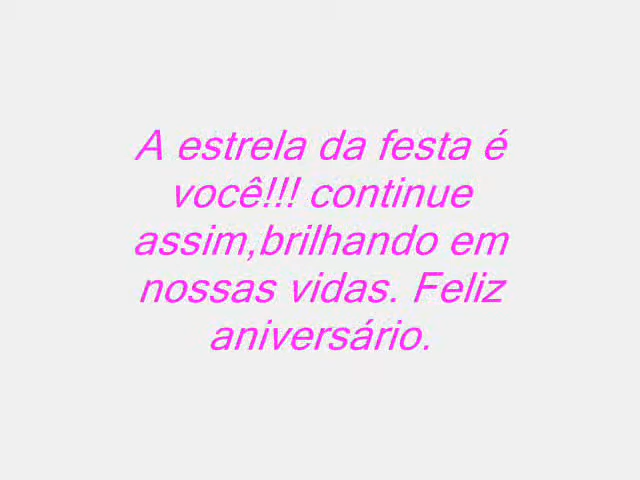 A estrela da festa é
você!!! continue
assim,brilhando em
nossas vidas. Feliz
aniversário.